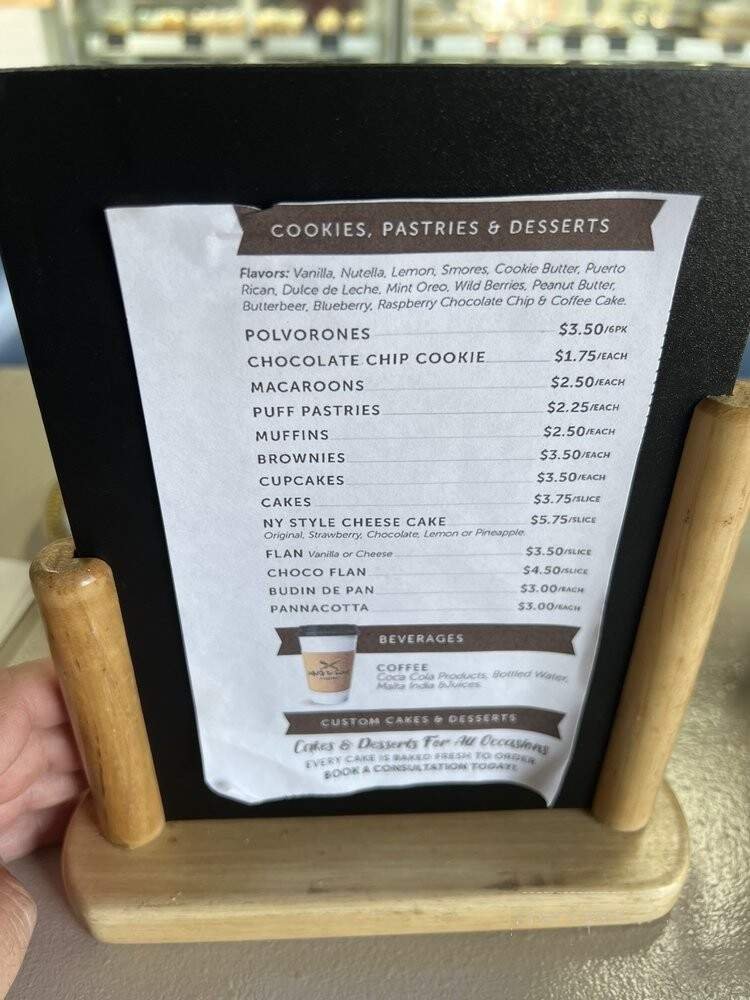 COOKIES, PASTRIES & DESSERTS
Flavors: Vanilla, Nutella, Lemon, Smores, Cookie Butter, Puerto
Rican, Dulce de Leche, Mint Oreo, Wild Berries, Peanut Butter,
Butterbeer, Blueberry, Raspberry Chocolate Chip & Coffee Cake.
POLVORONES $3.50/6PK
CHOCOLATE CHIP COOKIE $1.75/EACH
MACAROONS $2.50/EACH
PUFF PASTRIES $2.25/EACH
MUFFINS $2.50/EACH
BROWNIES $3.50/EACH
CUPCAKES $3.50/EACH
CAKES $3.75/SLICE
NY STYLE CHEESE CAKE $5.75/SLICE
Original, Strawberry, Chocolate, Lemon or Pineapple.
FLAN Vanilla or Cheese $3.50/SLICE
CHOCO FLAN $4.50/SLICE
BUDIN DE PAN $3.00/EACH
PANNACOTTA $3.00/EACH
BEVERAGES
COFFEE
Coca Cola Products, Bottled Water,
Malta India &Juices.
CUSTOM CAKES & DESSERTS
Cakes & Desserts For All Occasions
EVERY CAKE IS BAKED FRESH TO ORDER
BOOK A CONSULTATION TODAY!